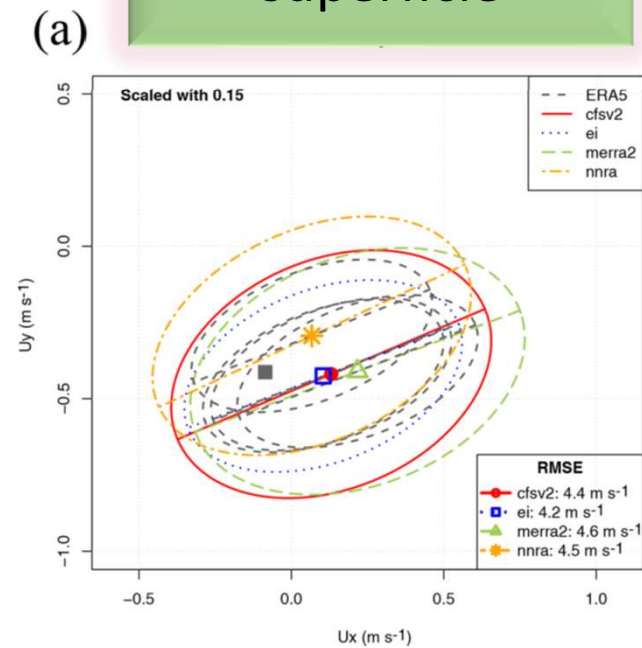 (a)
Scaled with 0.15
ERA5
cfsv2
ei
merra2
nnra
0.5
0.0
−0.5
−1.0
Uy (m s-1)
RMSE
cfsv2: 4.4 m s-1
ei: 4.2 m s-1
merra2: 4.6 m s-1
nnra: 4.5 m s-1
−0.5
0.0
0.5
1.0
Ux (m s-1)